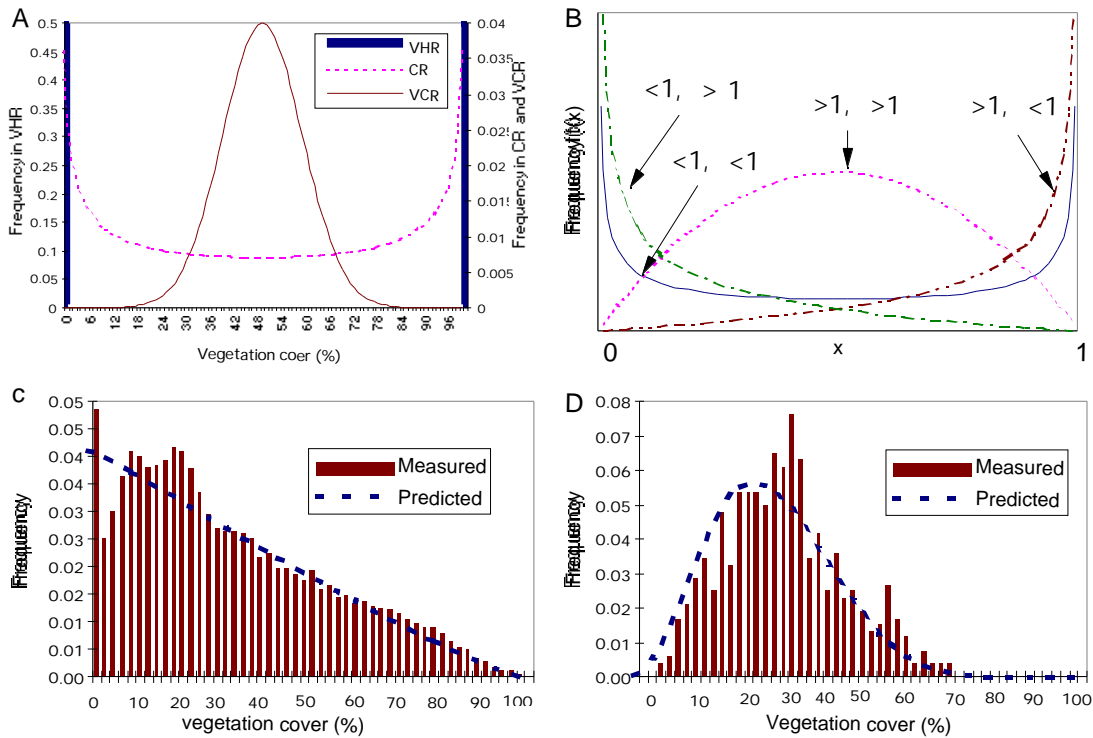 A
0.5
0.45
0.4
0.35
0.3
0.25
0.2
0.15
0.1
0.05
0
Frequency in VHR
0.04
0.035
0.03
0.025
0.02
0.015
0.01
0.005
0
Frequency in CR and VCR
VHR
CR
VCR
0 6 12 18 24 30 36 42 48 54 60 66 72 78 84 90 96
Vegetation coer (%)
B
<1, > 1
<1, <1
>1, >1
>1, <1
0 x 1
c
0.05
0.05
0.04
0.04
0.03
0.03
0.02
0.02
0.01
0.01
0.00
Frequency
Measured
Predicted
0 10 20 30 40 50 60 70 80 90 100
vegetation cover (%)
D
0.08
0.07
0.06
0.05
0.04
0.03
0.02
0.01
0.00
Frequency
Measured
Predicted
0 10 20 30 40 50 60 70 80 90 100
Vegetation cover (%)